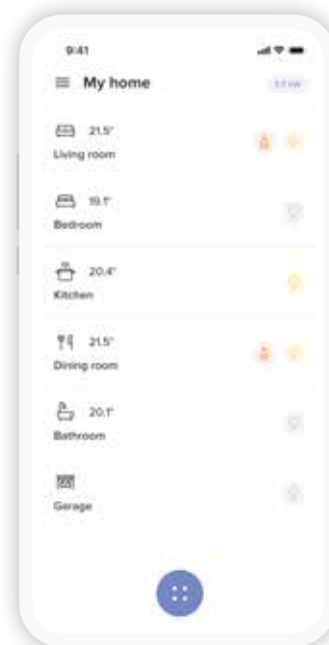 9:41
My home
21.5°
Living room
19.1°
Bedroom
20.4°
Kitchen
21.5°
Dining room
20.1°
Bathroom
Garage